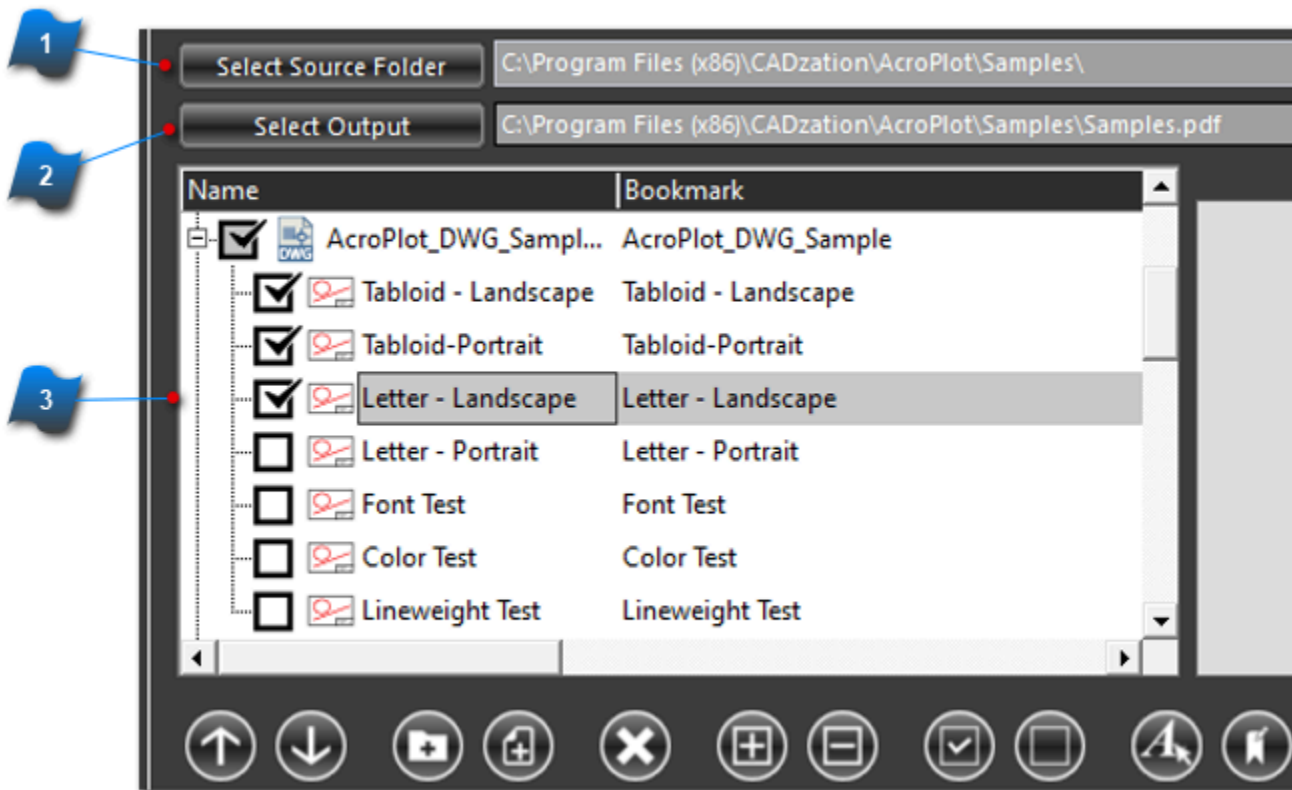 1
Select Source Folder C:\Program Files (x86)\CADzation\AcroPlot\Samples\
Select Output C:\Program Files (x86)\CADzation\AcroPlot\Samples\Samples.pdf
2
Name Bookmark
DWG AcroPlot_DWG_Sampl... AcroPlot_DWG_Sample
Tabloid - Landscape Tabloid - Landscape
Tabloid-Portrait Tabloid-Portrait
3 Letter - Landscape Letter - Landscape
Letter - Portrait Letter - Portrait
Font Test Font Test
Color Test Color Test
Lineweight Test Lineweight Test
A